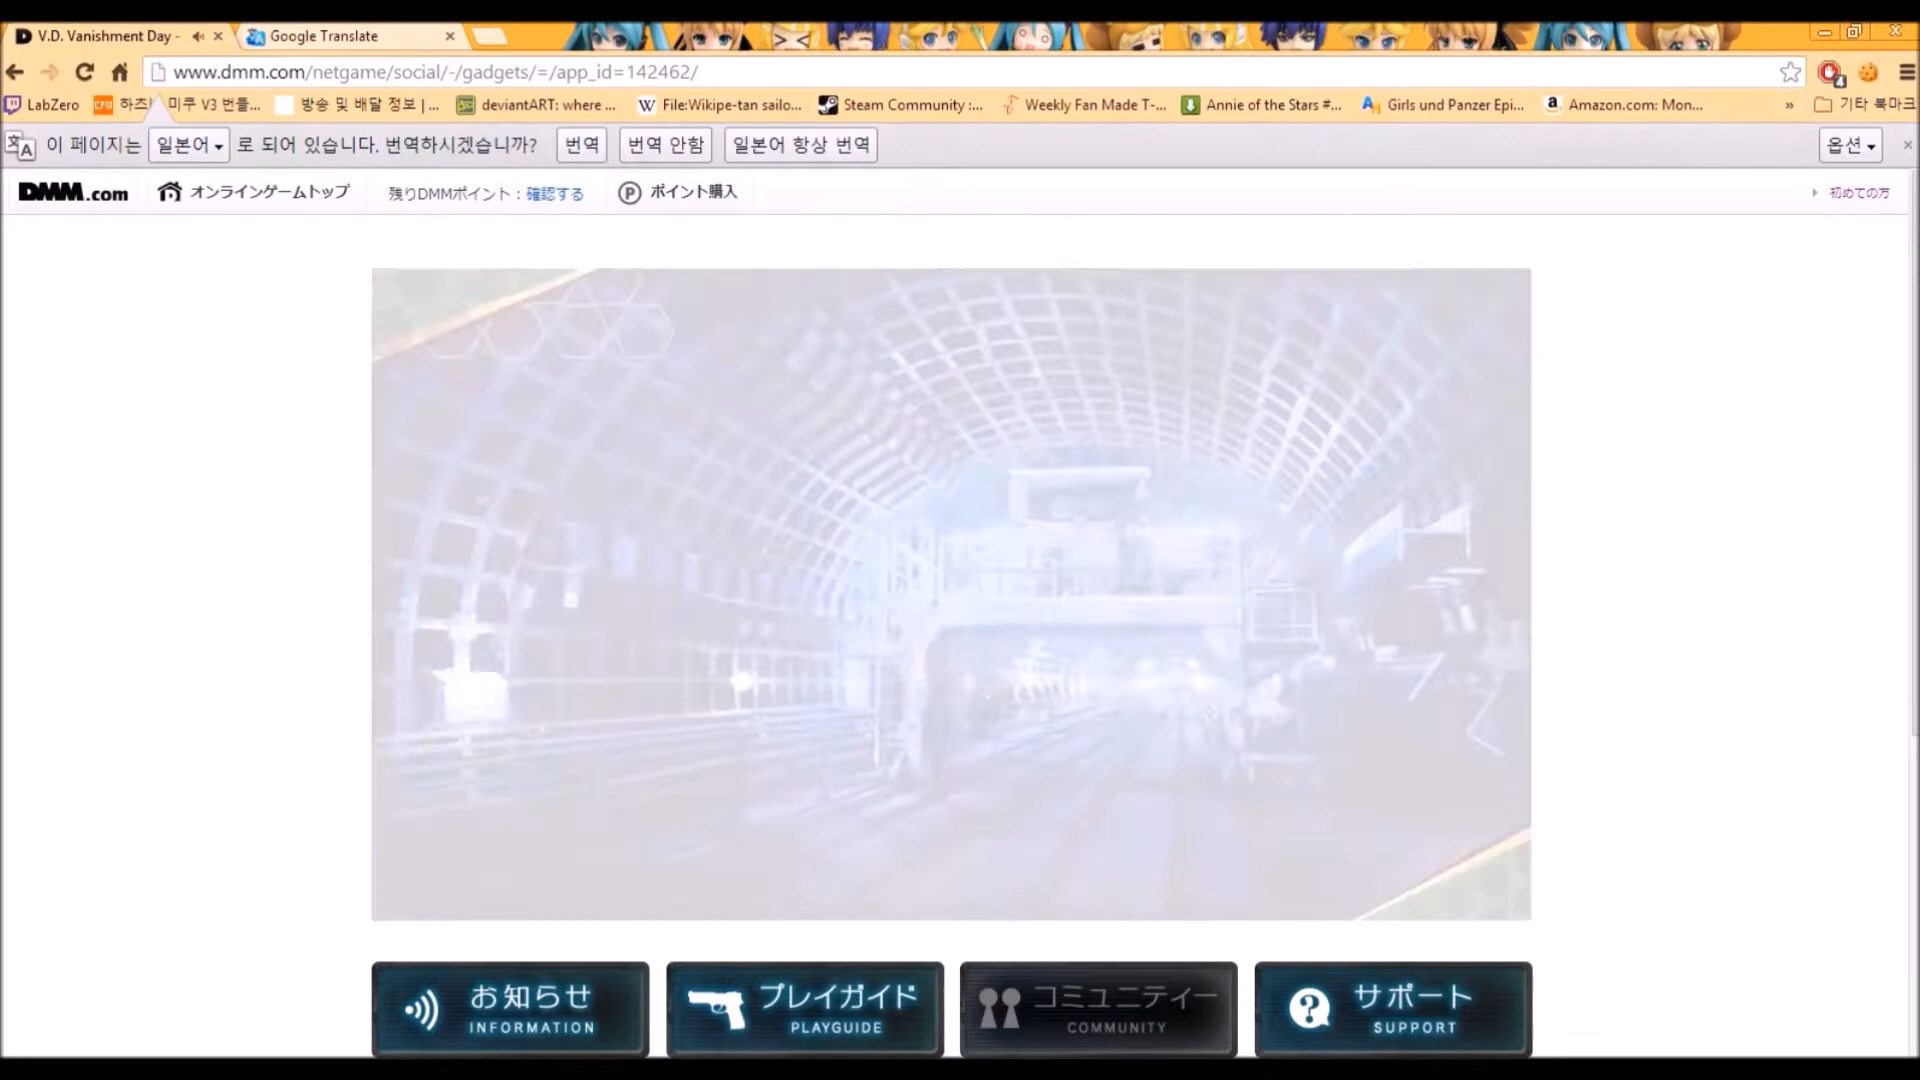 V.D. Vanishment Day -
Google Translate
www.dmm.com/netgame/social/-/gadgets/=/app_id=142462/
LabZero
하즈
미쿠 V3 번들...
방송 및 배달 정보 | ...
deviantART: where ...
File:Wikipe-tan sailo...
Steam Community :...
Weekly Fan Made T-...
Annie of the Stars #...
Girls und Panzer Epi...
Amazon.com: Mon...
»
기타 북마크
이 페이지는 일본어 로 되어 있습니다. 번역하시겠습니까? 번역 번역 안함 일본어 항상 번역 옵션
DMM.com オンラインゲームトップ 残りDMMポイント:確認する ポイント購入 初めての方
お知らせ
INFORMATION
プレイガイド
PLAYGUIDE
コミュニティー
COMMUNITY
サポート
SUPPORT